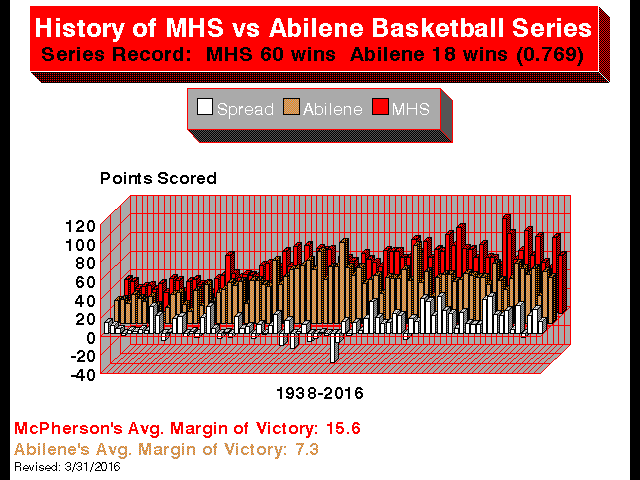 History of MHS vs Abilene Basketball Series
Series Record: MHS 60 wins Abilene 18 wins (0.769)
Spread Abilene MHS
Points Scored
120
100
80
60
40
20
0
-20
-40
1938-2016
McPherson's Avg. Margin of Victory: 15.6
Abilene's Avg. Margin of Victory: 7.3
Revised: 3/31/2016